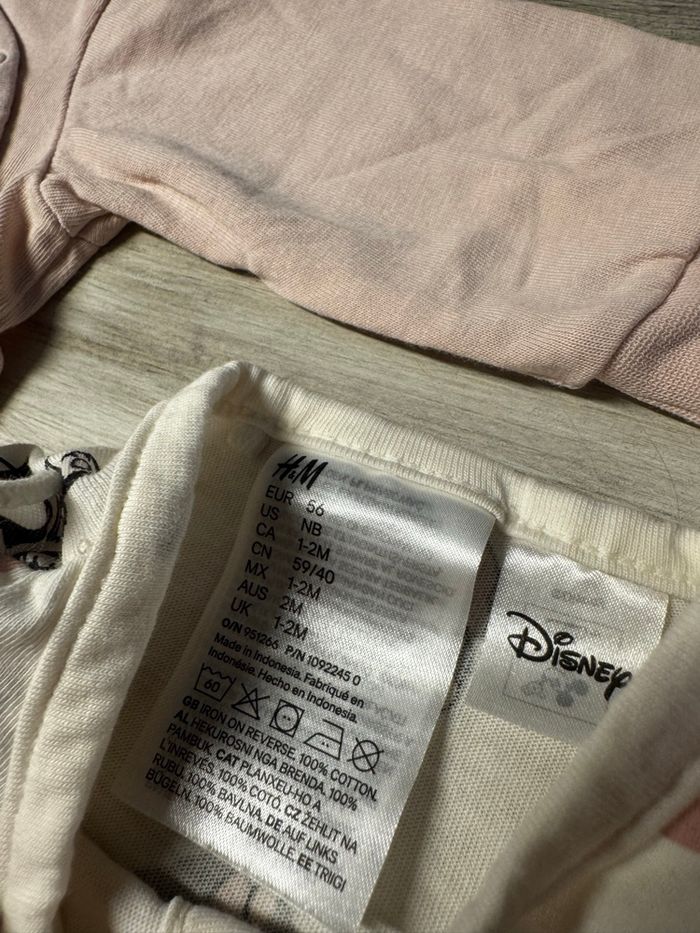 H&M
EUR 56
US NB
CA 1-2M
CN 59/40
MX 1-2M
AUS 2M
UK 1-2M
O/N 951266 P/N 1092245 0
Made in Indonesia. Fabriqué en
Indonésie. Hecho en Indonesia.
60
GB IRON ON REVERSE. 100% COTTON.
AL HEKUROSNI NGA BRENDA. 100%
PAMBUK. CAT PLANXEU-HO A
L'INREVÉS. 100% COTÓ. CZ ŽEHLIT NA
RUBU. 100% BAVLNA. DE AUF LINKS
BÜGELN. 100% BAUMWOLLE. EE TRIIGI
Disney